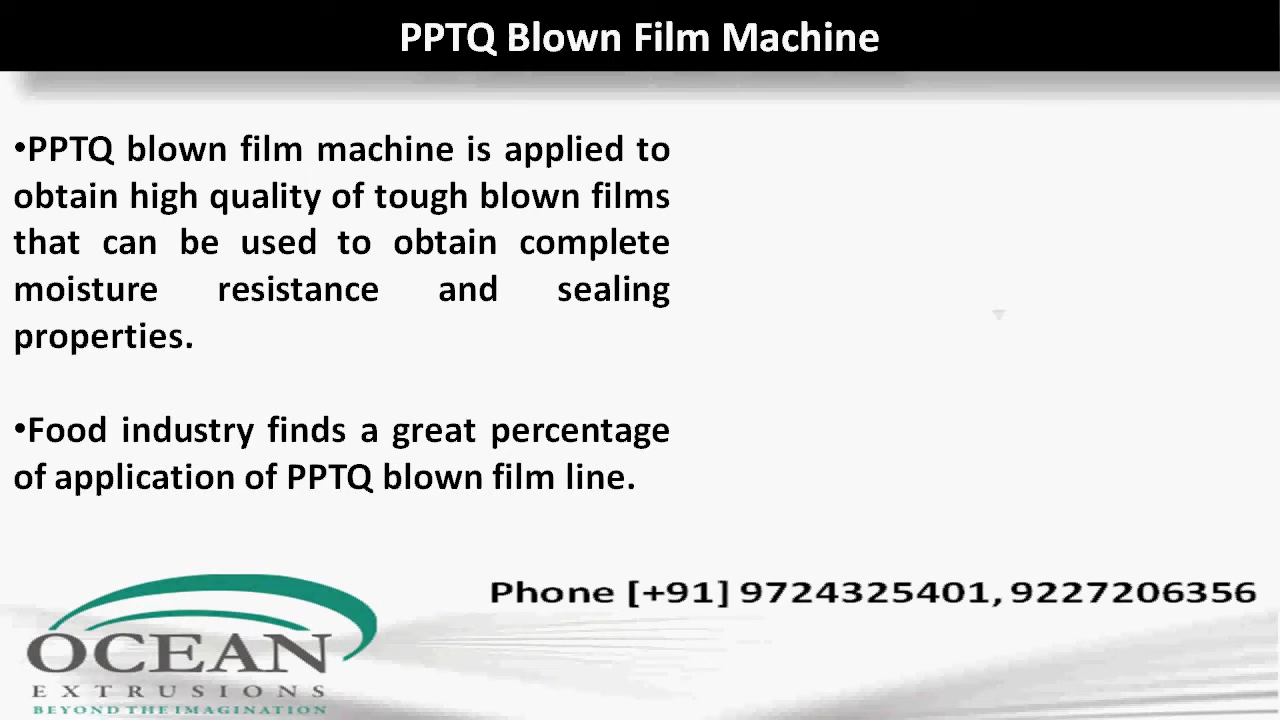 PPTQ Blown Film Machine
•PPTQ blown film machine is applied to
obtain high quality of tough blown films
that can be used to obtain complete
moisture resistance and sealing
properties.
•Food industry finds a great percentage
of application of PPTQ blown film line.
Phone [+91] 9724325401, 9227206356
OCEAN
EXTRUSIONS
BEYOND THE IMAGINATION